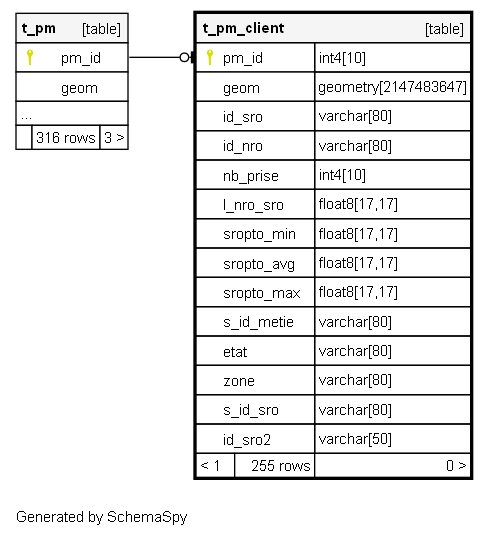 t_pm [table]
pm_id
geom
...
316 rows 3 >
t_pm_client [table]
pm_id int4[10]
geom geometry[2147483647]
id_sro varchar[80]
id_nro varchar[80]
nb_prise int4[10]
l_nro_sro float8[17,17]
sropto_min float8[17,17]
sropto_avg float8[17,17]
sropto_max float8[17,17]
s_id_metie varchar[80]
etat varchar[80]
zone varchar[80]
s_id_sro varchar[80]
id_sro2 varchar[50]
< 1 255 rows 0 >
Generated by SchemaSpy